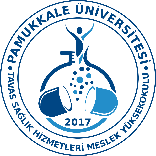 PAMUKKALE ÜNİVERSİTESİ
TAVAS SAĞLIK HİZMETLERİ MESLEK YÜKSEKOKULU
2017